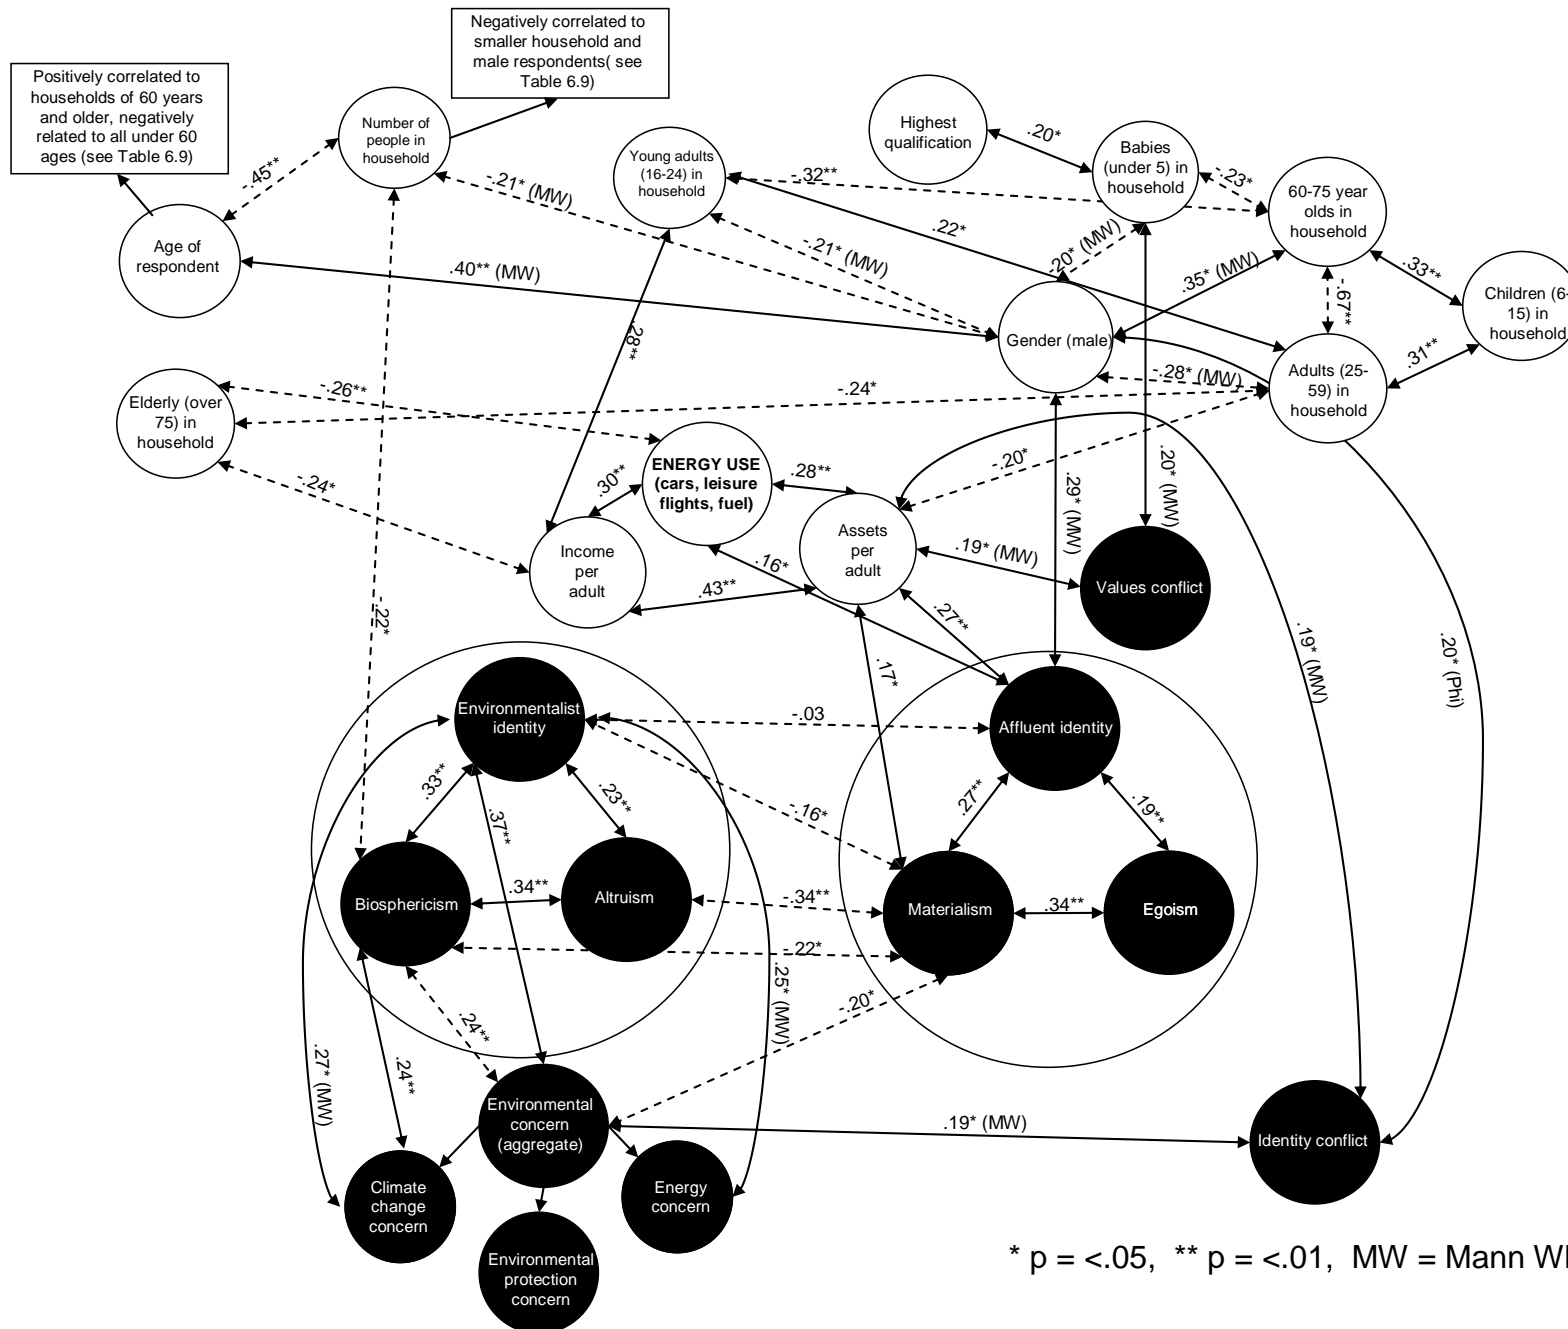 Negatively correlated to
smaller household and
male respondents( see
Table 6.9)
Positively correlated to
households of 60 years
and older, negatively
related to all under 60
ages (see Table 6.9)
Number of
people in
household
Young adults
(16-24) in
household
Highest
qualification
.20*
Babies
(under 5) in
household
-.23*
60-75 year
olds in
household
-.45**
-.21* (MW)
-.32**
.22*
-.21* (MW)
-.20* (MW)
.35* (MW)
.33**
-.67**
Children (6-
15) in
household
.31**
Age of
respondent
.40** (MW)
Gender (male)
-.28* (MW)
Adults (25-
59) in
household
.28**
-.26**
-.24*
Elderly (over
75) in
household
-.24*
ENERGY USE
(cars, leisure
flights, fuel)
.30**
.28**
-.20*
.29* (MW)
.20* (MW)
Income
per
adult
Assets
per
adult
.19* (MW)
Values conflict
.16*
.43**
.27**
-.22*
.17*
.19* (MW)
.20* (Phi)
Environmentalist
identity
-.03
Affluent identity
.33**
.23**
.37**
-.16*
.27**
.19**
Biosphericism
.34**
Altruism
-.34**
Materialism
.34**
Egoism
-.22*
.25* (MW)
-.20*
.24**
.24**
.27* (MW)
Environmental
concern
(aggregate)
.19* (MW)
Identity conflict
Climate
change
concern
Energy
concern
Environmental
protection
concern
* p = <.05, ** p = <.01, MW = Mann W